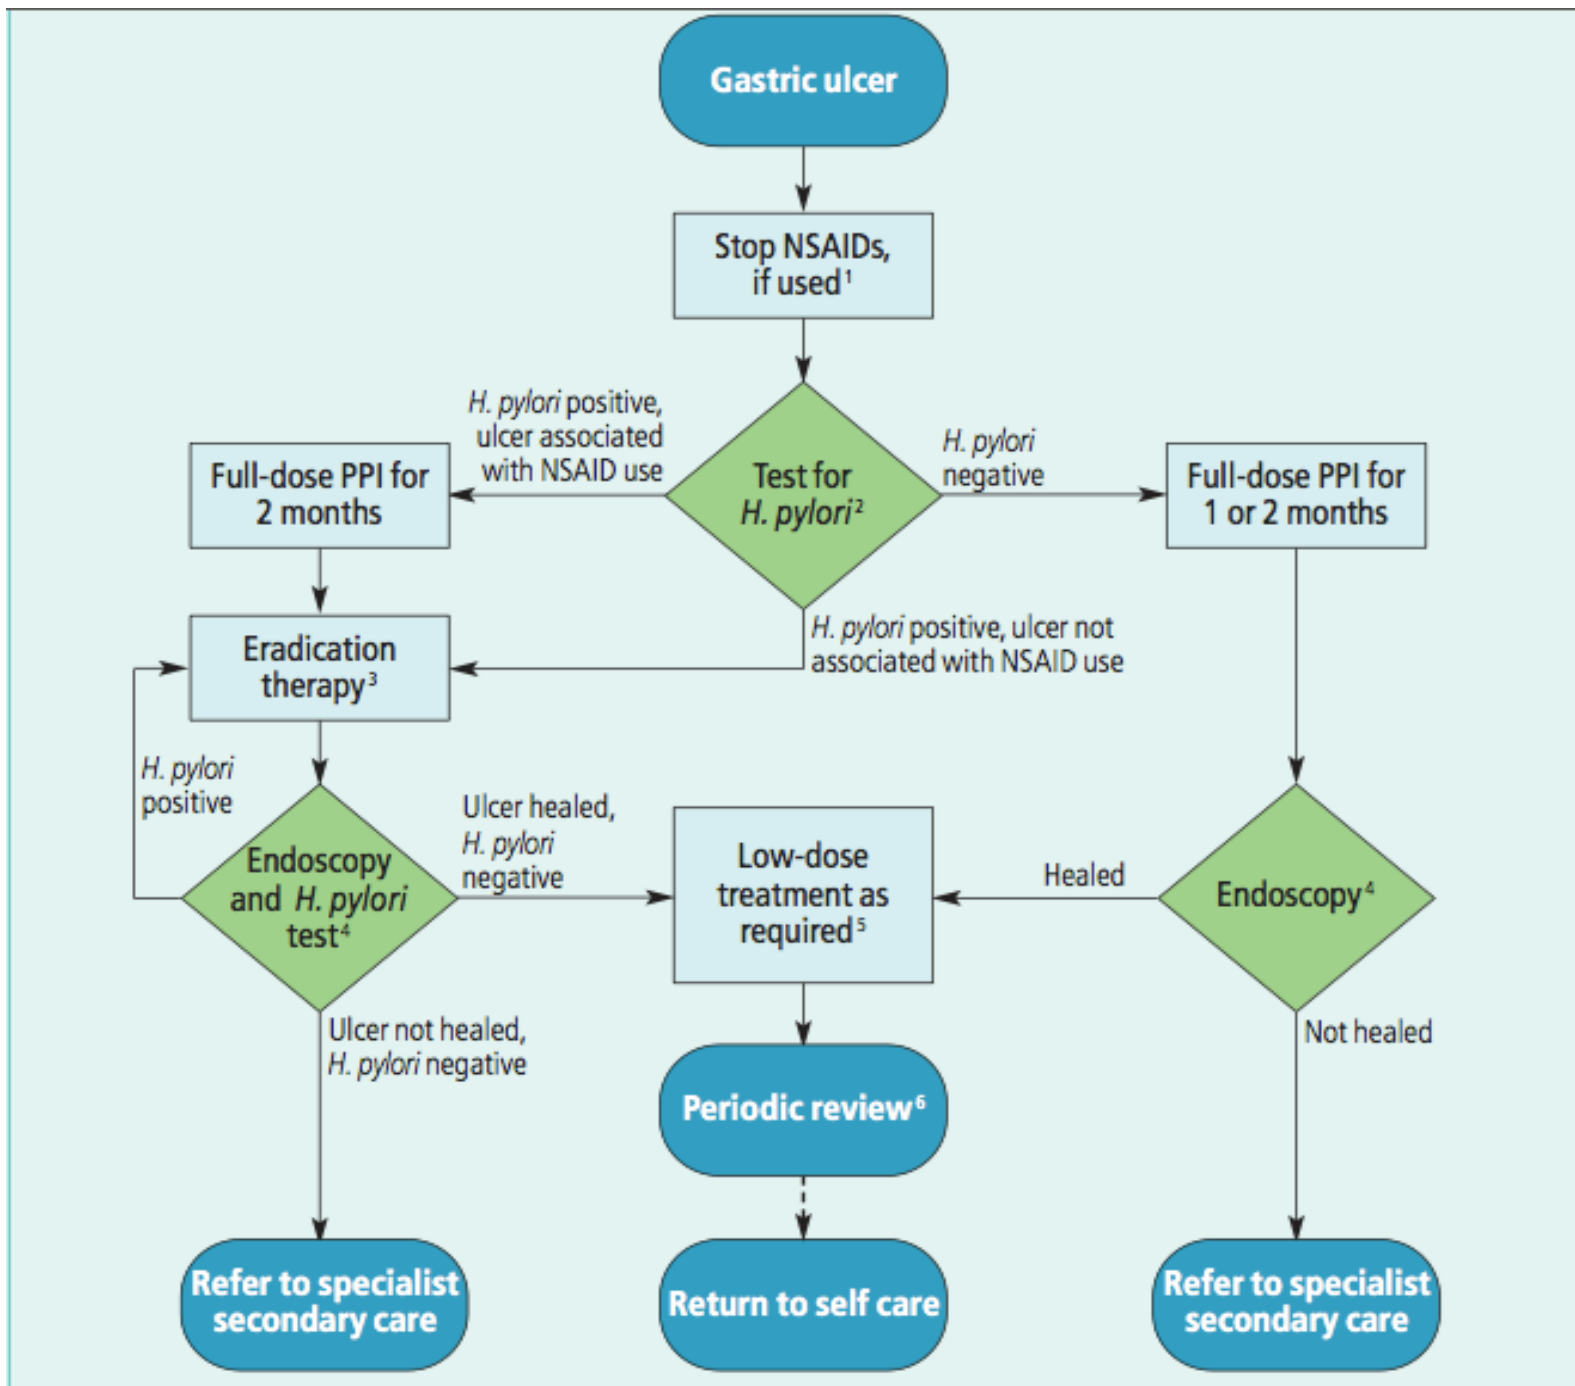 Gastric ulcer
Stop NSAIDs,
if used1
H. pylori positive,
ulcer associated
with NSAID use
H. pylori
negative
Full-dose PPI for
2 months
Test for
H. pylori2
Full-dose PPI for
1 or 2 months
H. pylori positive, ulcer not
associated with NSAID use
Eradication
therapy3
H. pylori
positive
Ulcer healed,
H. pylori
negative
Endoscopy
and H. pylori
test4
Low-dose
treatment as
required5
Healed
Endoscopy4
Ulcer not healed,
H. pylori negative
Not healed
Periodic review6
Refer to specialist
secondary care
Return to self care
Refer to specialist
secondary care